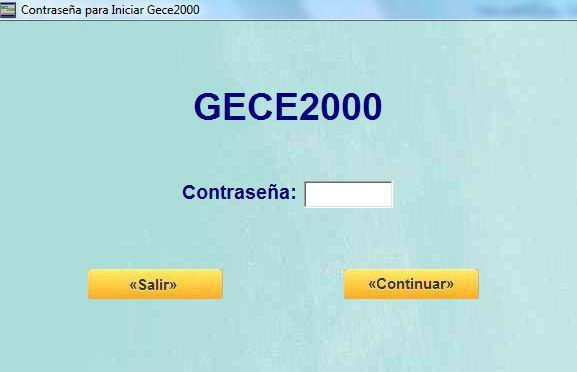 Contraseña para Iniciar Gece2000
GECE2000
Contraseña:
«Salir» «Continuar»